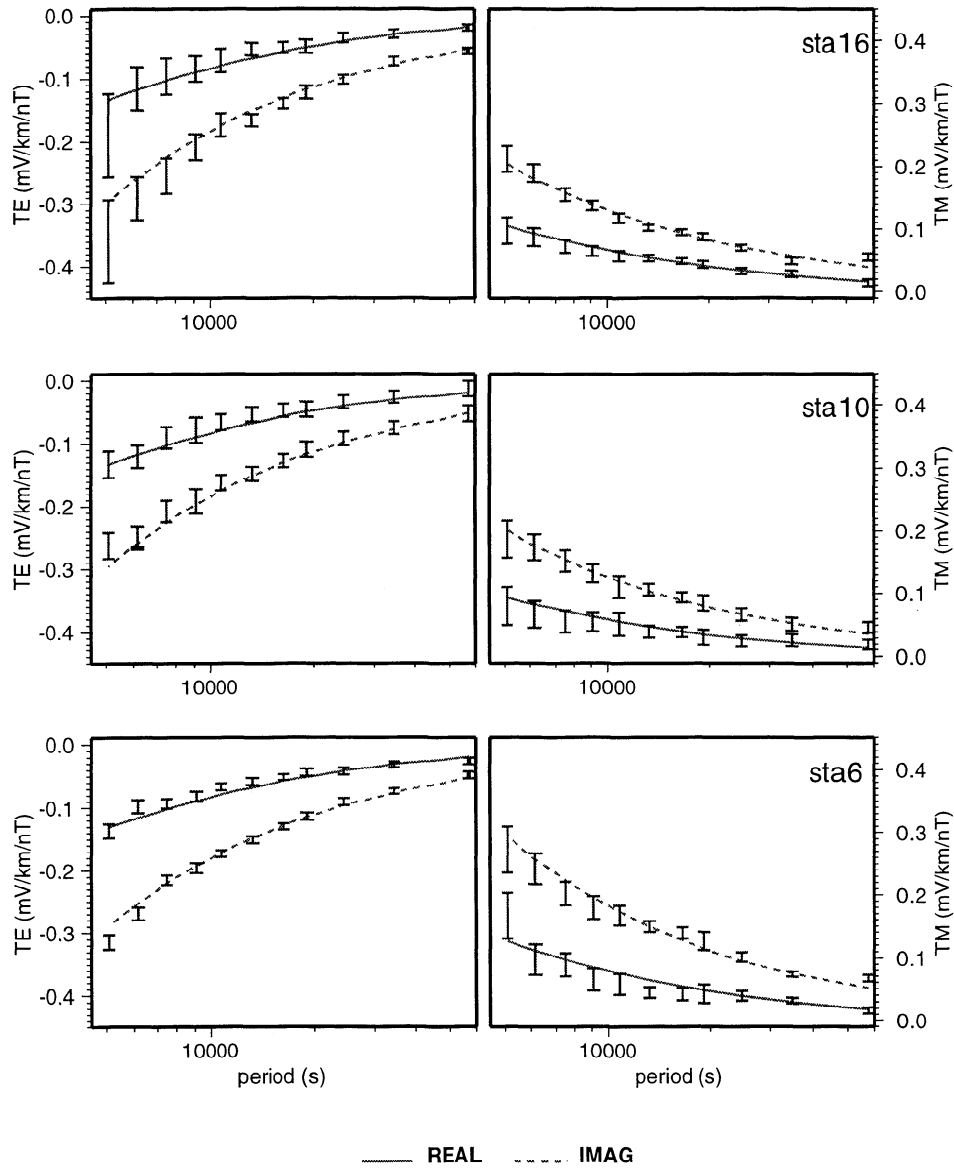 0.0
-0.1
-0.2
-0.3
-0.4
TE (mV/km/nT)
10000
sta16
10000
0.4
0.3
0.2
0.1
0.0
TM (mV/km/nT)
0.0
-0.1
-0.2
-0.3
-0.4
TE (mV/km/nT)
10000
sta10
10000
0.4
0.3
0.2
0.1
0.0
TM (mV/km/nT)
0.0
-0.1
-0.2
-0.3
-0.4
TE (mV/km/nT)
10000
period (s)
sta6
10000
period (s)
0.4
0.3
0.2
0.1
0.0
TM (mV/km/nT)
REAL
IMAG